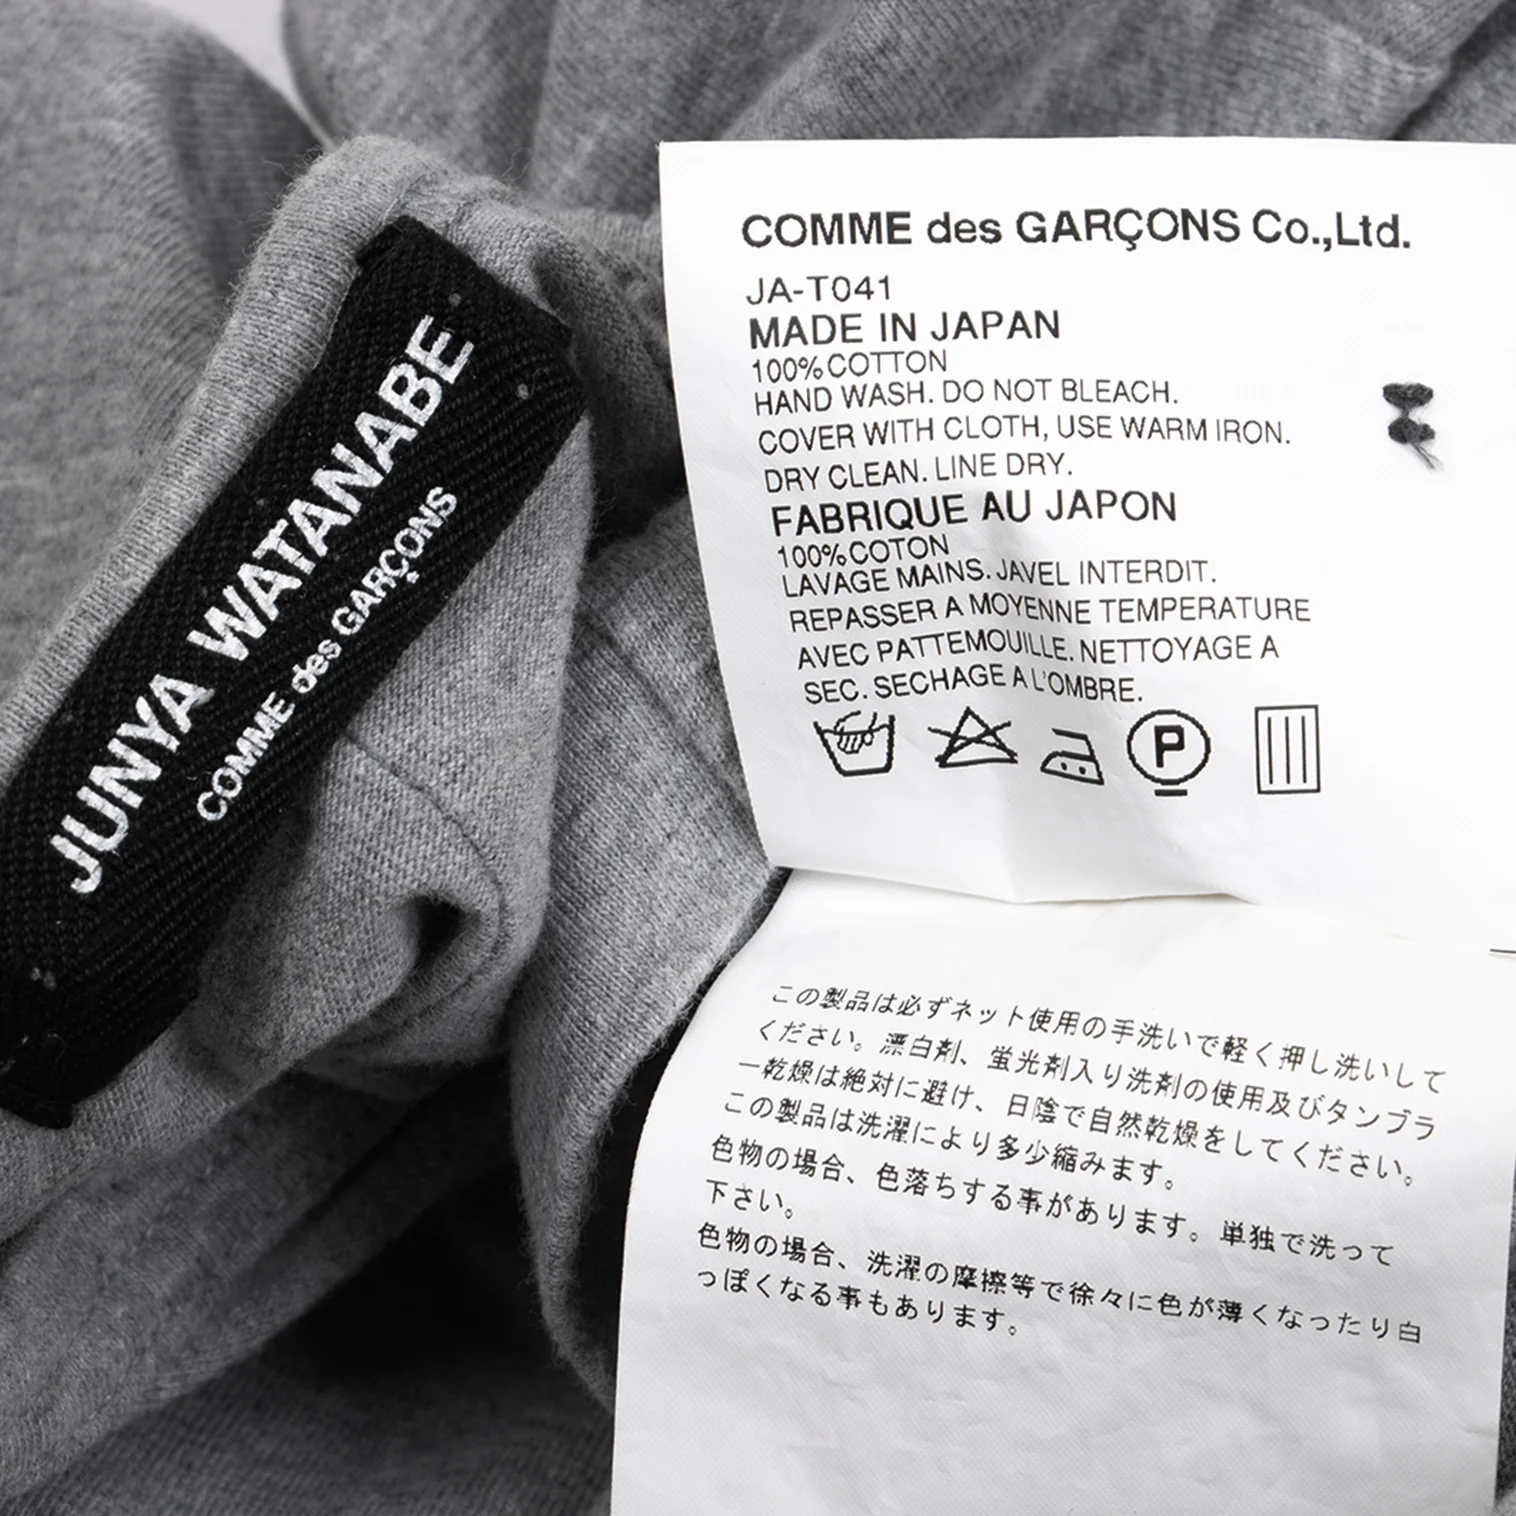 JUNYA WATANABE
COMME des GARÇONS
COMME des GARÇONS Co.,Ltd.
JA-T041
MADE IN JAPAN
100%COTTON
HAND WASH. DO NOT BLEACH.
COVER WITH CLOTH, USE WARM IRON.
DRY CLEAN. LINE DRY.
FABRIQUE AU JAPON
100%COTON
LAVAGE MAINS. JAVEL INTERDIT.
REPASSER A MOYENNE TEMPERATURE
AVEC PATTEMOUILLE. NETTOYAGE A
SEC. SECHAGE A L'OMBRE.
P
この製品は必ずネット使用の手洗いで軽く押し洗いして
ください。漂白剤、蛍光剤入り洗剤の使用及びタンブラ
ー乾燥は絶対に避け、日陰で自然乾燥をしてください。
この製品は洗濯により多少縮みます。
色物の場合、色落ちする事があります。単独で洗って
下さい。
色物の場合、洗濯の摩擦等で徐々に色が薄くなったり白
っぽくなる事もあります。